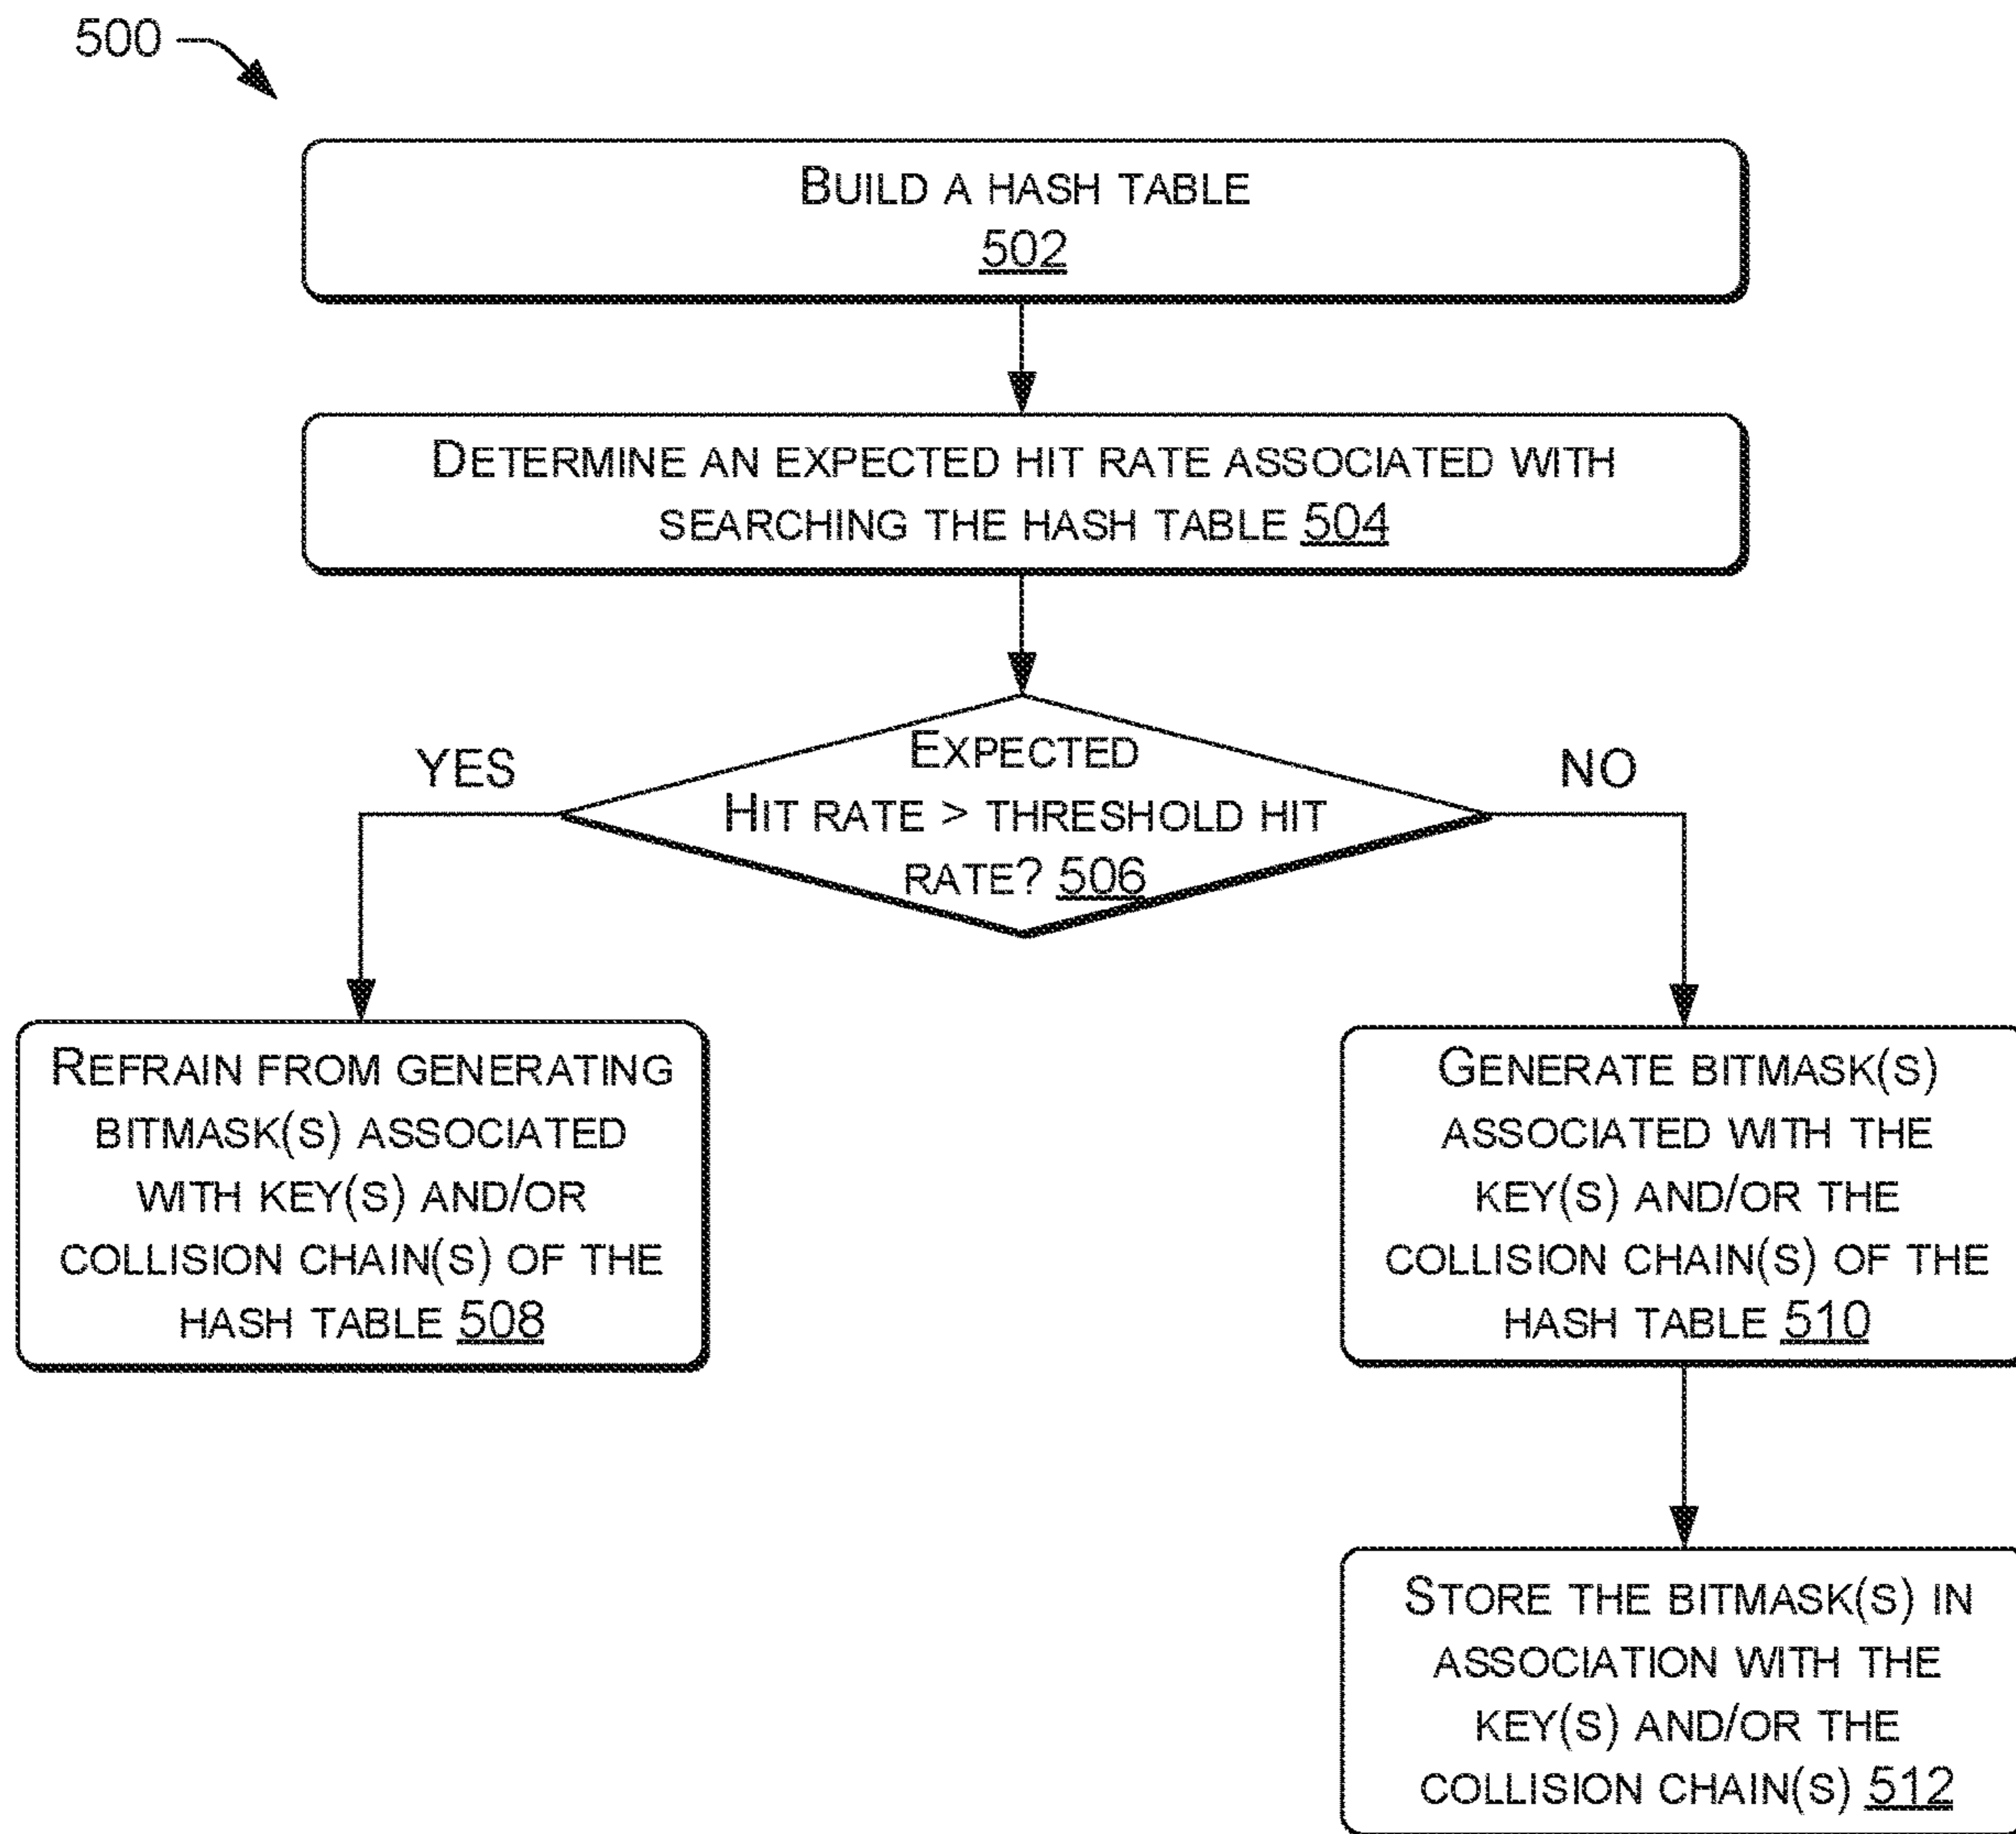 500
BUILD A HASH TABLE
502
DETERMINE AN EXPECTED HIT RATE ASSOCIATED WITH
SEARCHING THE HASH TABLE 504
EXPECTED
HIT RATE > THRESHOLD HIT
RATE? 506
YES
NO
REFRAIN FROM GENERATING
BITMASK(S) ASSOCIATED
WITH KEY(S) AND/OR
COLLISION CHAIN(S) OF THE
HASH TABLE 508
GENERATE BITMASK(S)
ASSOCIATED WITH THE
KEY(S) AND/OR THE
COLLISION CHAIN(S) OF THE
HASH TABLE 510
STORE THE BITMASK(S) IN
ASSOCIATION WITH THE
KEY(S) AND/OR THE
COLLISION CHAIN(S) 512